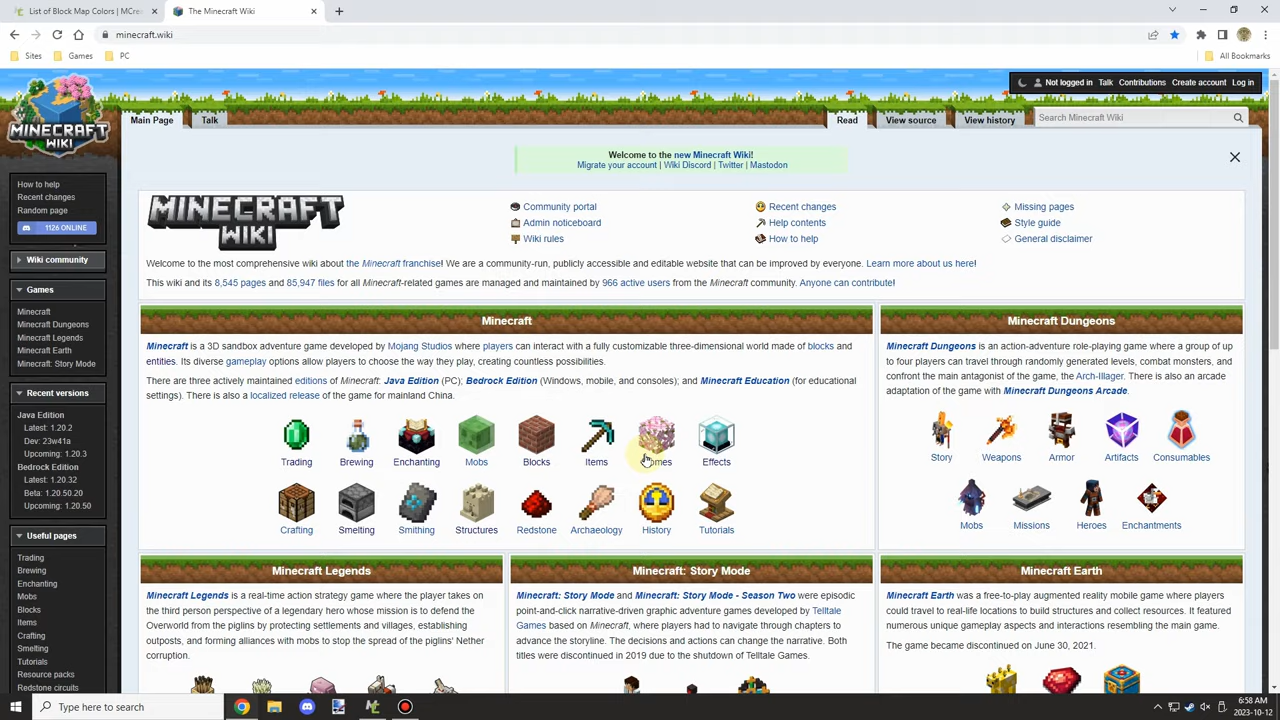 List of Block Map Colors | MCre
The Minecraft Wiki
minecraft.wiki
Sites
Games
PC
All Bookmarks
MINECRAFT
WIKI
Not logged in
Talk
Contributions
Create account
Log in
Main Page
Talk
Read
View source
View history
Search Minecraft Wiki
Welcome to the new Minecraft Wiki!
Migrate your account | Wiki Discord | Twitter | Mastodon
How to help
Recent changes
Random page
1126 ONLINE
Wiki community
Games
Minecraft
Minecraft Dungeons
Minecraft Legends
Minecraft Earth
Minecraft: Story Mode
Recent versions
Java Edition
Latest: 1.20.2
Dev: 23w41a
Upcoming: 1.20.3
Bedrock Edition
Latest: 1.20.32
Beta: 1.20.50.20
Upcoming: 1.20.50
Useful pages
Trading
Brewing
Enchanting
Mobs
Blocks
Items
Crafting
Smelting
Tutorials
Resource packs
Redstone circuits
MINECRAFT
WIKI
Community portal
Admin noticeboard
Wiki rules
Recent changes
Help contents
How to help
Missing pages
Style guide
General disclaimer
Welcome to the most comprehensive wiki about the Minecraft franchise! We are a community-run, publicly accessible and editable website that can be improved by everyone. Learn more about us here!
This wiki and its 8,545 pages and 85,947 files for all Minecraft-related games are managed and maintained by 966 active users from the Minecraft community. Anyone can contribute!
Minecraft
Minecraft is a 3D sandbox adventure game developed by Mojang Studios where players can interact with a fully customizable three-dimensional world made of blocks and
entities. Its diverse gameplay options allow players to choose the way they play, creating countless possibilities.
There are three actively maintained editions of Minecraft: Java Edition (PC); Bedrock Edition (Windows, mobile, and consoles); and Minecraft Education (for educational
settings). There is also a localized release of the game for mainland China.
Trading
Brewing
Enchanting
Mobs
Blocks
Items
Effects
Crafting
Smelting
Smithing
Structures
Redstone
Archaeology
History
Tutorials
Minecraft Dungeons
Minecraft Dungeons is an action-adventure role-playing game where a group of up
to four players can travel through randomly generated levels, combat monsters, and
confront the main antagonist of the game, the Arch-Illager. There is also an arcade
adaptation of the game with Minecraft Dungeons Arcade.
Story
Weapons
Armor
Artifacts
Consumables
Mobs
Missions
Heroes
Enchantments
Minecraft Legends
Minecraft Legends is a real-time action strategy game where the player takes on
the third person perspective of a legendary hero whose mission is to defend the
Overworld from the piglins by protecting settlements and villages, establishing
outposts, and forming alliances with mobs to stop the spread of the piglins' Nether
corruption.
Minecraft: Story Mode
Minecraft: Story Mode and Minecraft: Story Mode - Season Two were episodic
point-and-click narrative-driven graphic adventure games developed by Telltale
Games based on Minecraft, where players had to navigate through chapters to
advance the storyline. The decisions and actions can change the narrative. Both
titles were discontinued in 2019 due to the shutdown of Telltale Games.
Minecraft Earth
Minecraft Earth was a free-to-play augmented reality mobile game where players
could travel to real-life locations to build structures and collect resources. It featured
numerous unique gameplay aspects and interactions resembling the main game.
The game became discontinued on June 30, 2021.
Type here to search
6:58 AM
2023-10-12